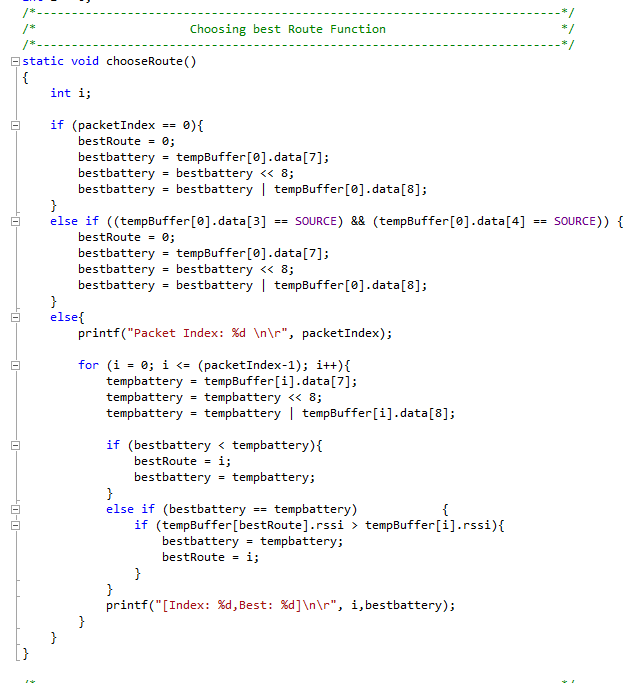 /*---------------------------------------------------------------------------*/
/*                      Choosing best Route Function                         */
/*---------------------------------------------------------------------------*/
static void chooseRoute()
{
    int i;

    if (packetIndex == 0){
        bestRoute = 0;
        bestbattery = tempBuffer[0].data[7];
        bestbattery = bestbattery << 8;
        bestbattery = bestbattery | tempBuffer[0].data[8];
    }
    else if ((tempBuffer[0].data[3] == SOURCE) && (tempBuffer[0].data[4] == SOURCE)) {
        bestRoute = 0;
        bestbattery = tempBuffer[0].data[7];
        bestbattery = bestbattery << 8;
        bestbattery = bestbattery | tempBuffer[0].data[8];
    }
    else{
        printf("Packet Index: %d \n\r", packetIndex);

        for (i = 0; i <= (packetIndex-1); i++){
            tempbattery = tempBuffer[i].data[7];
            tempbattery = tempbattery << 8;
            tempbattery = tempbattery | tempBuffer[i].data[8];

            if (bestbattery < tempbattery){
                bestRoute = i;
                bestbattery = tempbattery;
            }
            else if (bestbattery == tempbattery)            {
                if (tempBuffer[bestRoute].rssi > tempBuffer[i].rssi){
                    bestbattery = tempbattery;
                    bestRoute = i;
                }
            }
            printf("[Index: %d,Best: %d]\n\r", i,bestbattery);
        }
    }
}